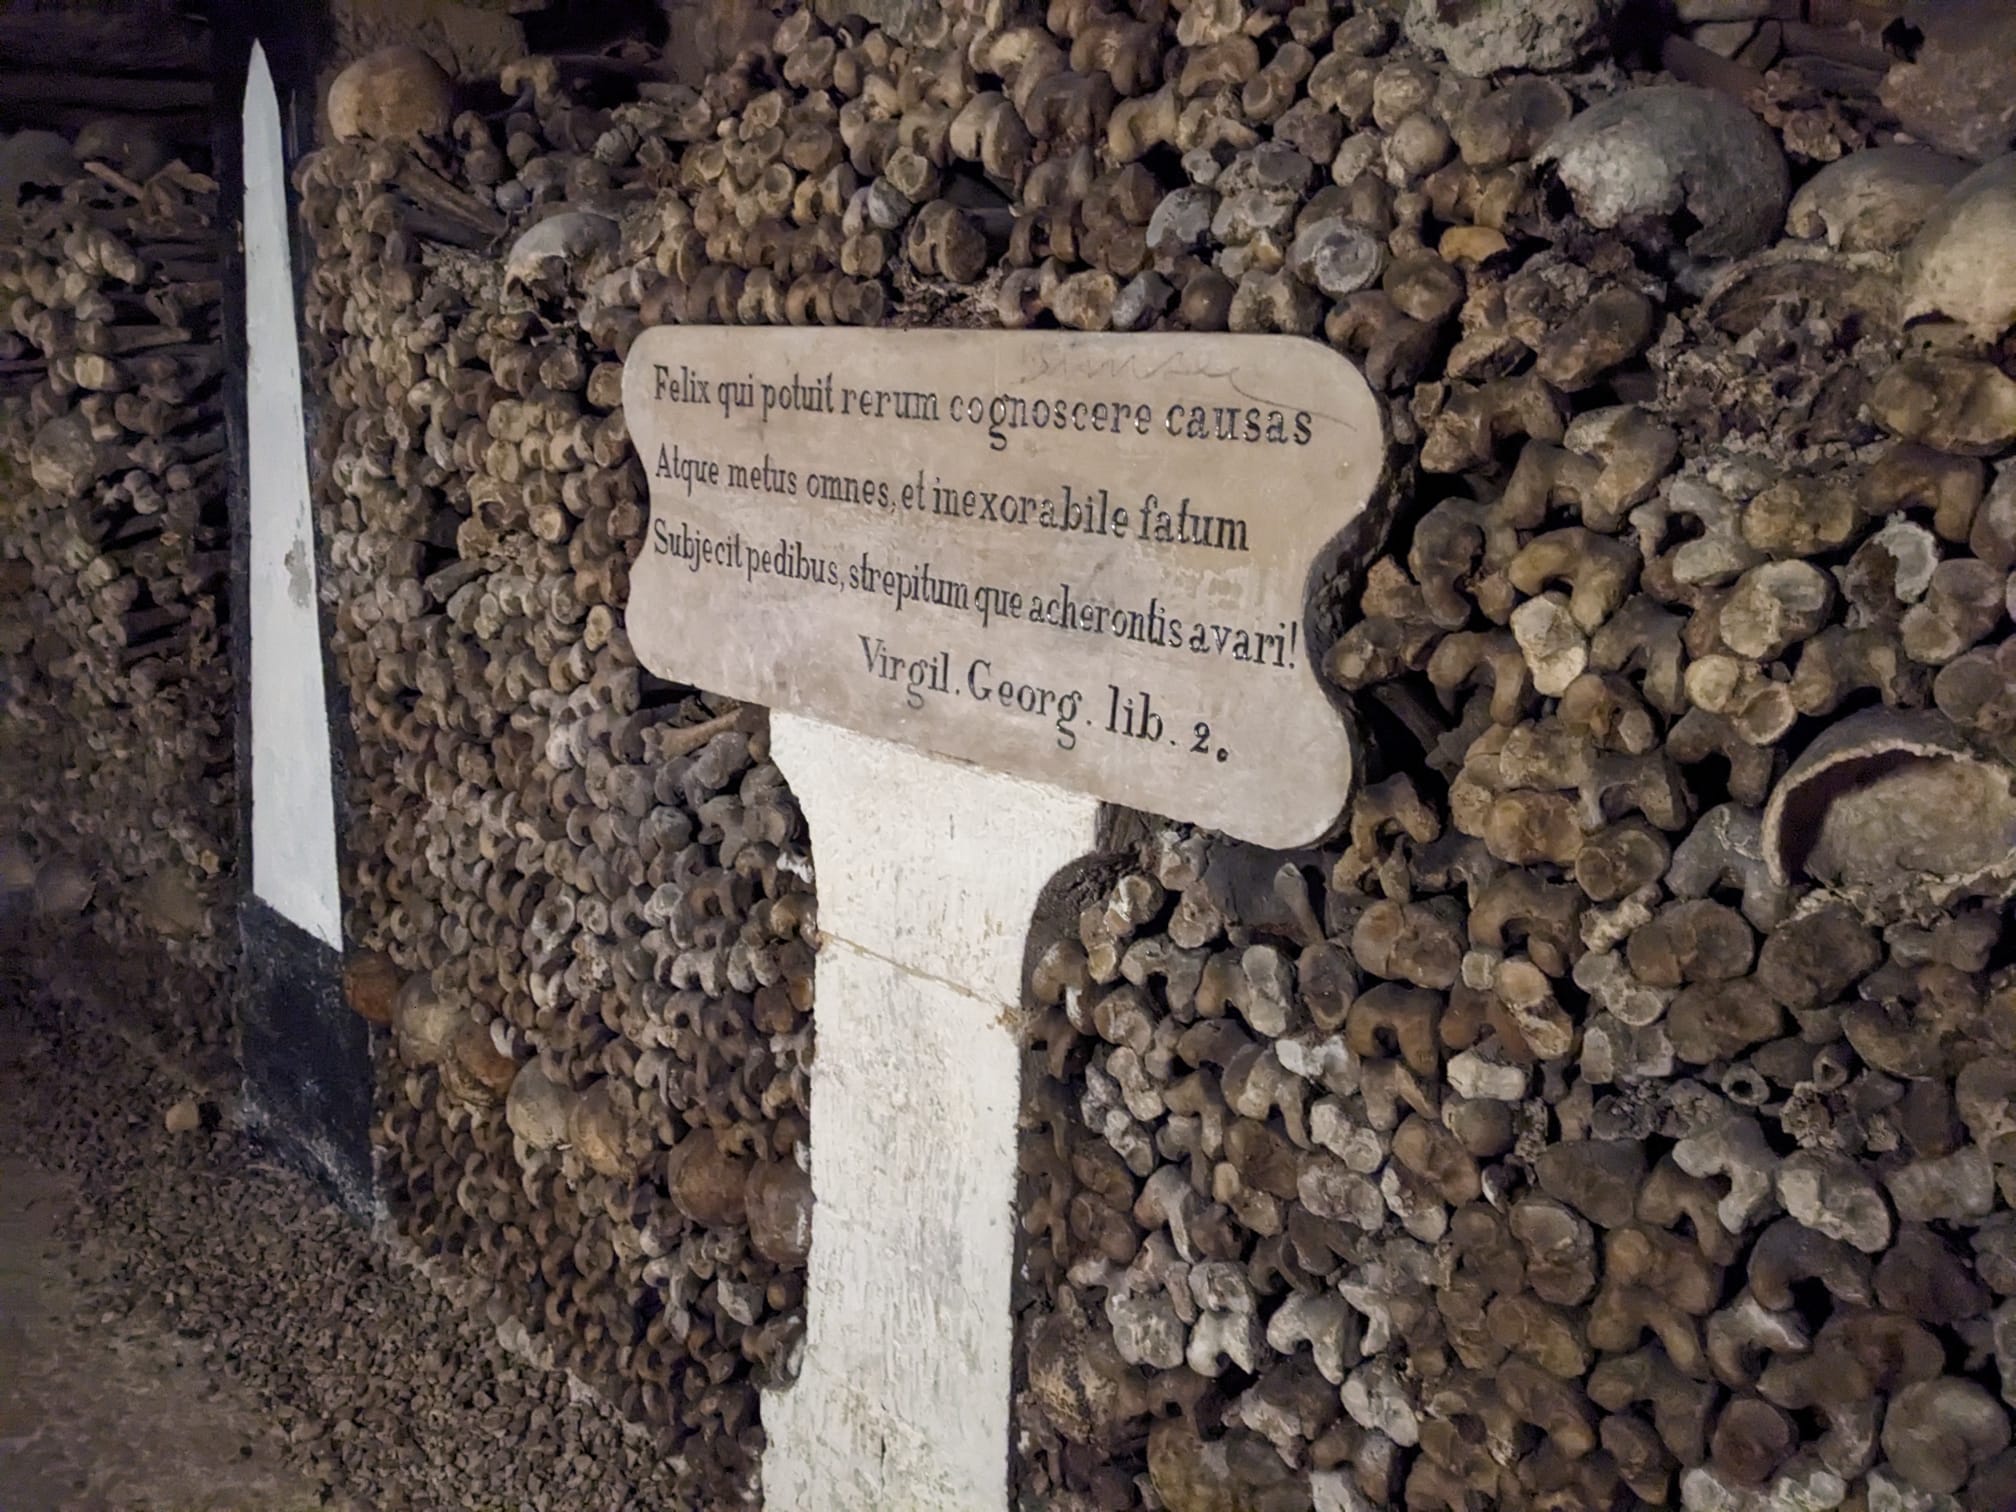 Felix qui potuit rerum cognoscere causas
Atque metus omnes, et inexorabile fatum
Subjecit pedibus, strepitum que acherontis avari!
Virgil. Georg. lib. 2.